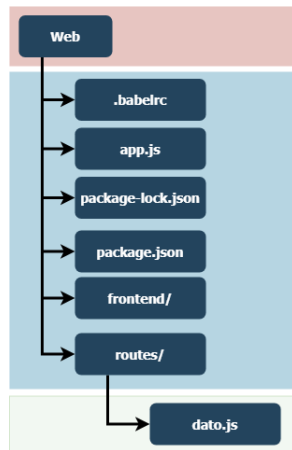 Web
.babelrc
app.js
package-lock.json
package.json
frontend/
routes/
dato.js